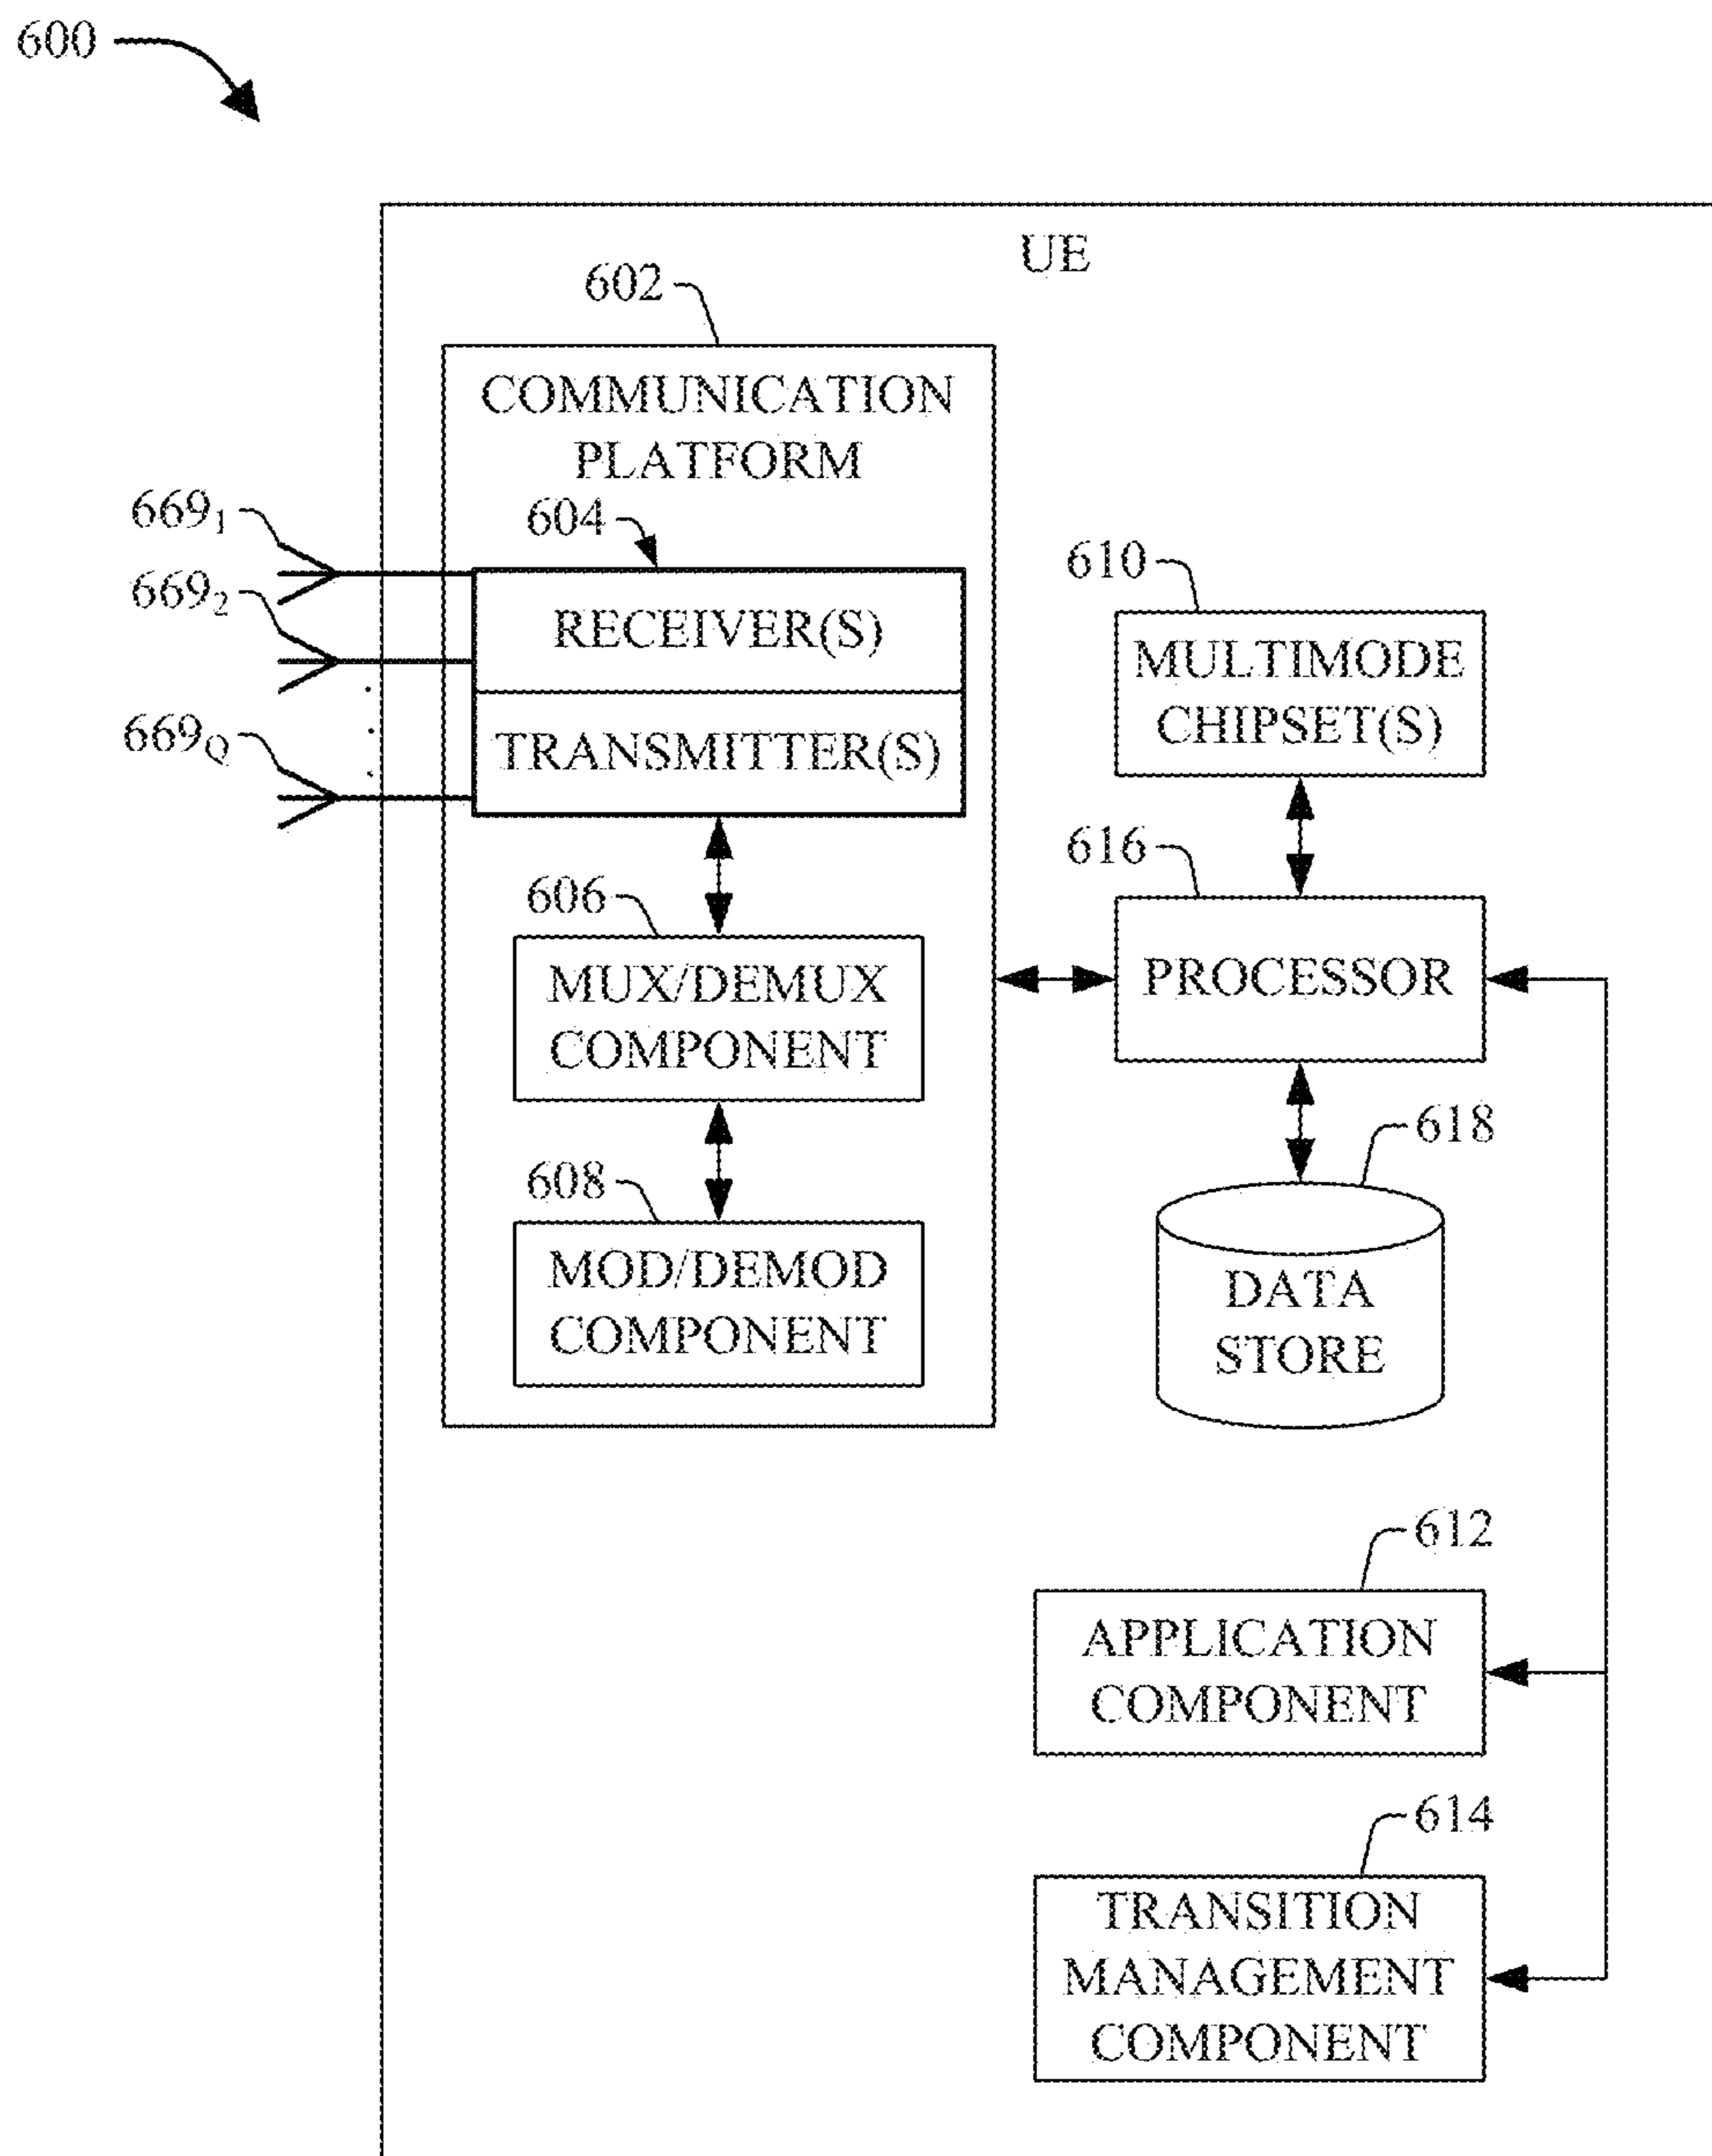 600
UE
602
COMMUNICATION
PLATFORM
604
669₁
669₂
669Q
RECEIVER(S)
TRANSMITTER(S)
606
MUX/DEMUX
COMPONENT
608
MOD/DEMOD
COMPONENT
610
MULTIMODE
CHIPSET(S)
616
PROCESSOR
618
DATA
STORE
612
APPLICATION
COMPONENT
614
TRANSITION
MANAGEMENT
COMPONENT